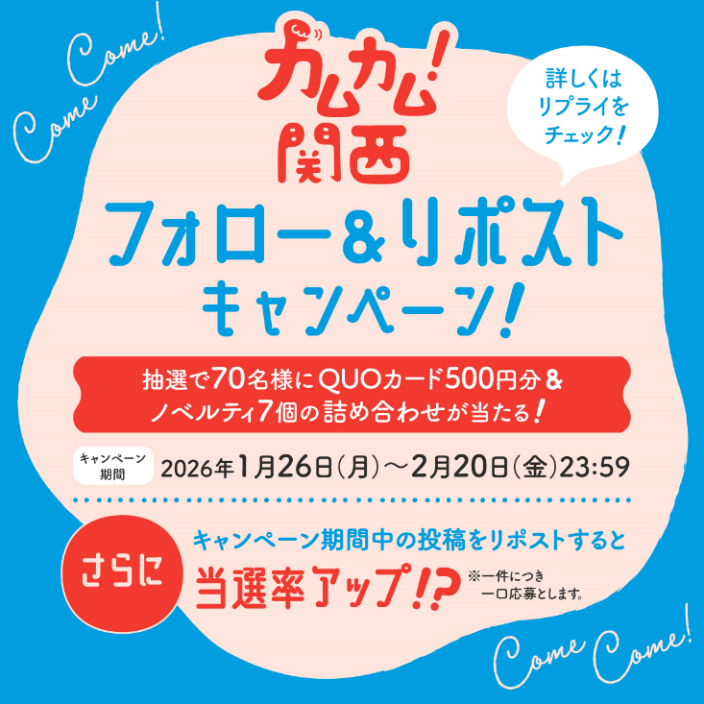 Come Come!
カムカム!
関西
詳しくは
リプライを
チェック!
フォロー&リポスト
キャンペーン!
抽選で70名様にQUOカード500円分&
ノベルティ7個の詰め合わせが当たる!
キャンペーン
期間
2026年1月26日(月)〜2月20日(金)23:59
さらに
キャンペーン期間中の投稿をリポストすると
当選率アップ!?
※一件につき
一口応募とします。
Come Come!